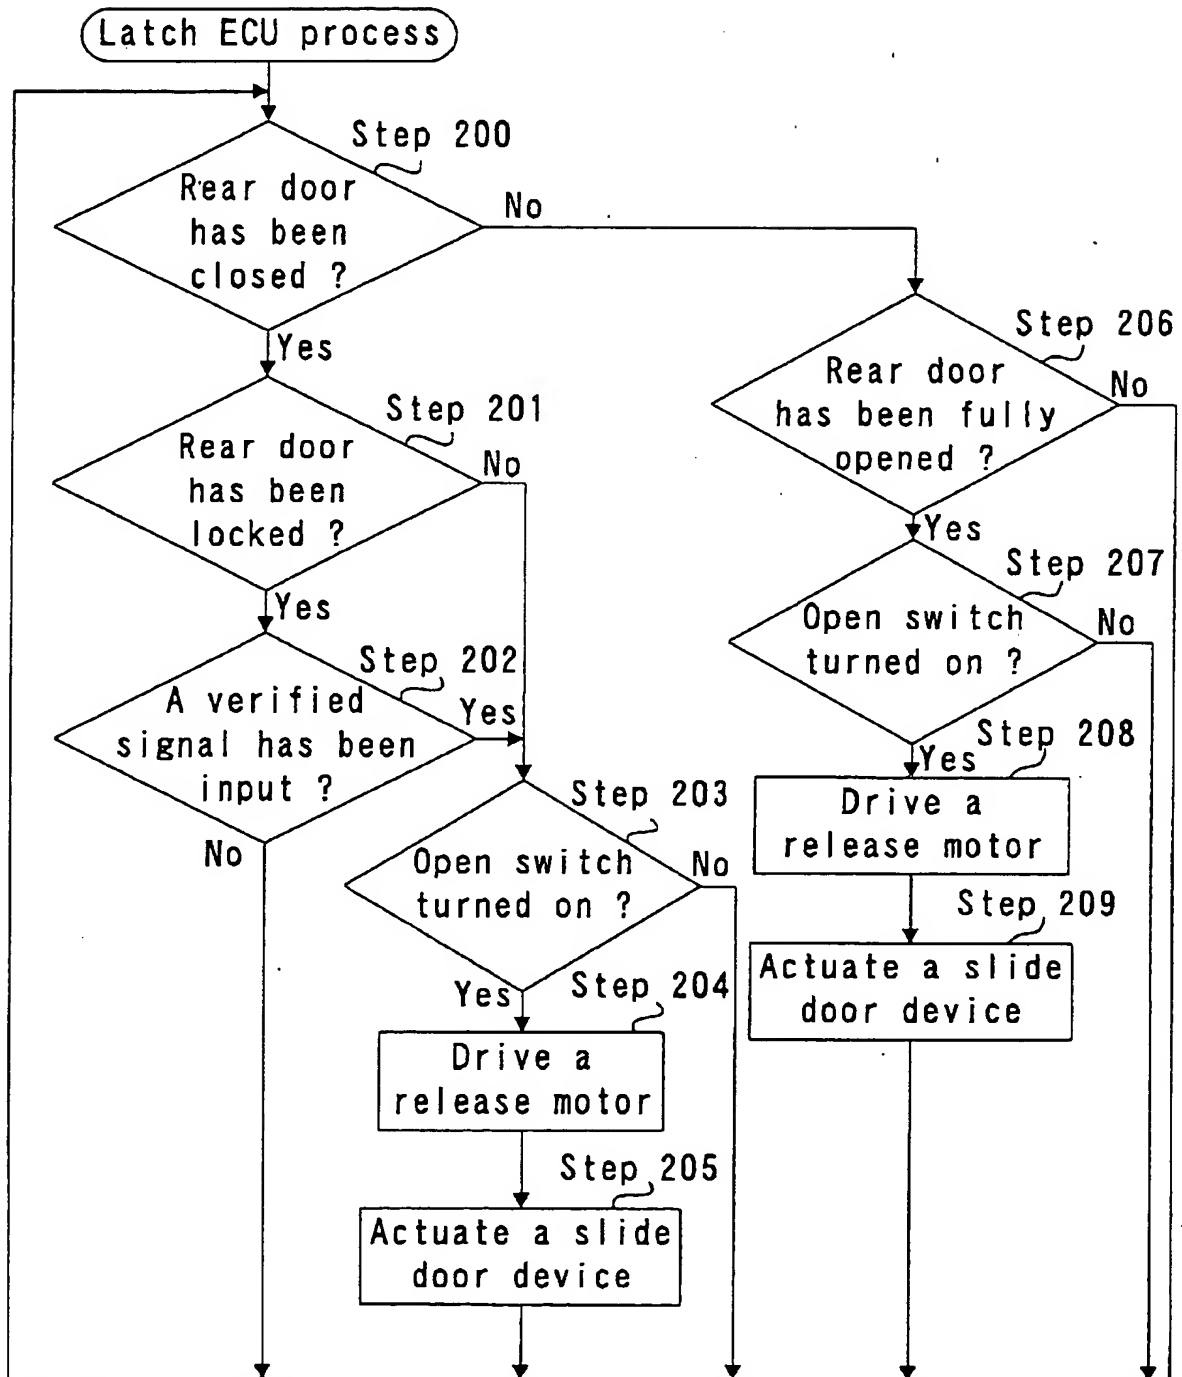 Latch ECU process
Step 200
Rear door
has been
closed ?
No
Yes
Step 201
Rear door
has been
locked ?
No
Yes
Step 202
A verified
signal has been
input ?
Yes
No
Step 203
Open switch
turned on ?
No
Yes
Step 204
Drive a
release motor
Step 205
Actuate a slide
door device
Step 206
Rear door
has been fully
opened ?
No
Yes
Step 207
Open switch
turned on ?
No
Yes
Step 208
Drive a
release motor
Step 209
Actuate a slide
door device